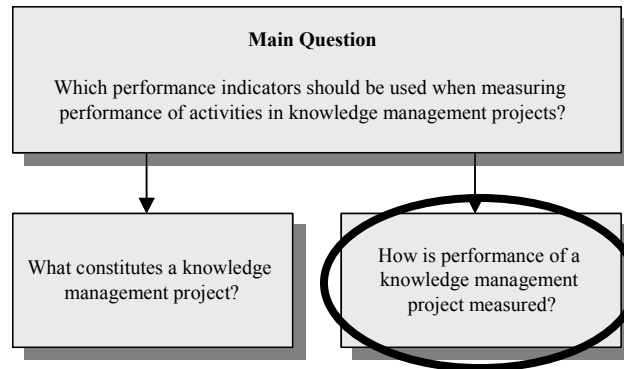 Main Question
Which performance indicators should be used when measuring
performance of activities in knowledge management projects?
What constitutes a knowledge
management project?
How is performance of a
knowledge management
project measured?